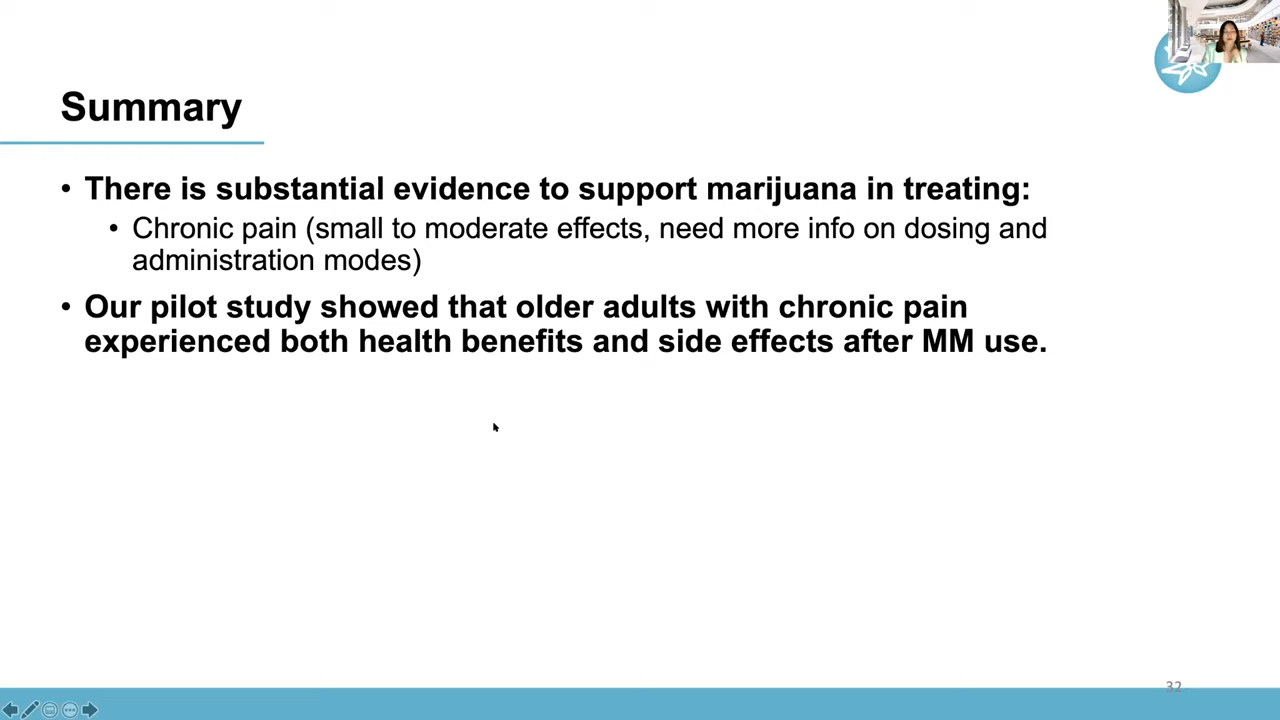 Summary
• There is substantial evidence to support marijuana in treating:
• Chronic pain (small to moderate effects, need more info on dosing and
administration modes)
• Our pilot study showed that older adults with chronic pain
experienced both health benefits and side effects after MM use.
32